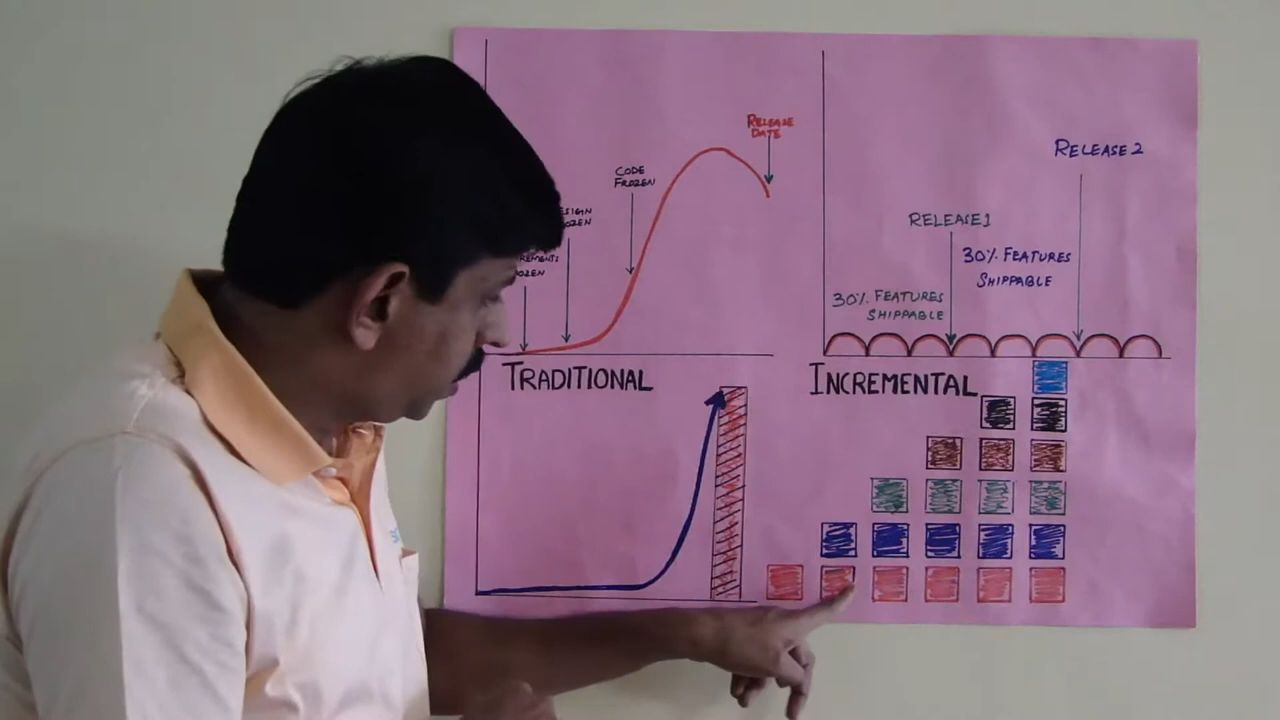 RELEASE
DATE
CODE
FROZEN
RELEASE 2
RELEASE 1
30% FEATURES
SHIPPABLE
30% FEATURES
SHIPPABLE
TRADITIONAL
INCREMENTAL